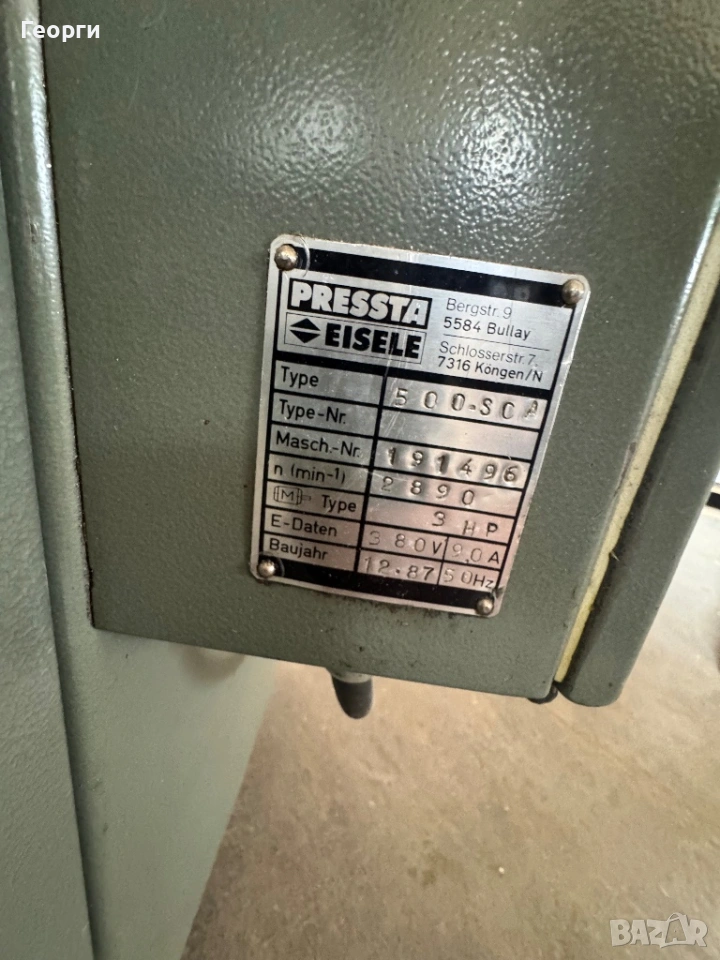 Георги
PRESSTA
EISELE
Bergstr. 9
5584 Bullay
Schlosserstr. 7
7316 Köngen/N
Type 500-SCA
Type-Nr.
Masch.-Nr. 191496
n (min-1) 2890
M Type 3 HP
E-Daten 380V 9,0A
Baujahr 12.87 50Hz
BAZAR